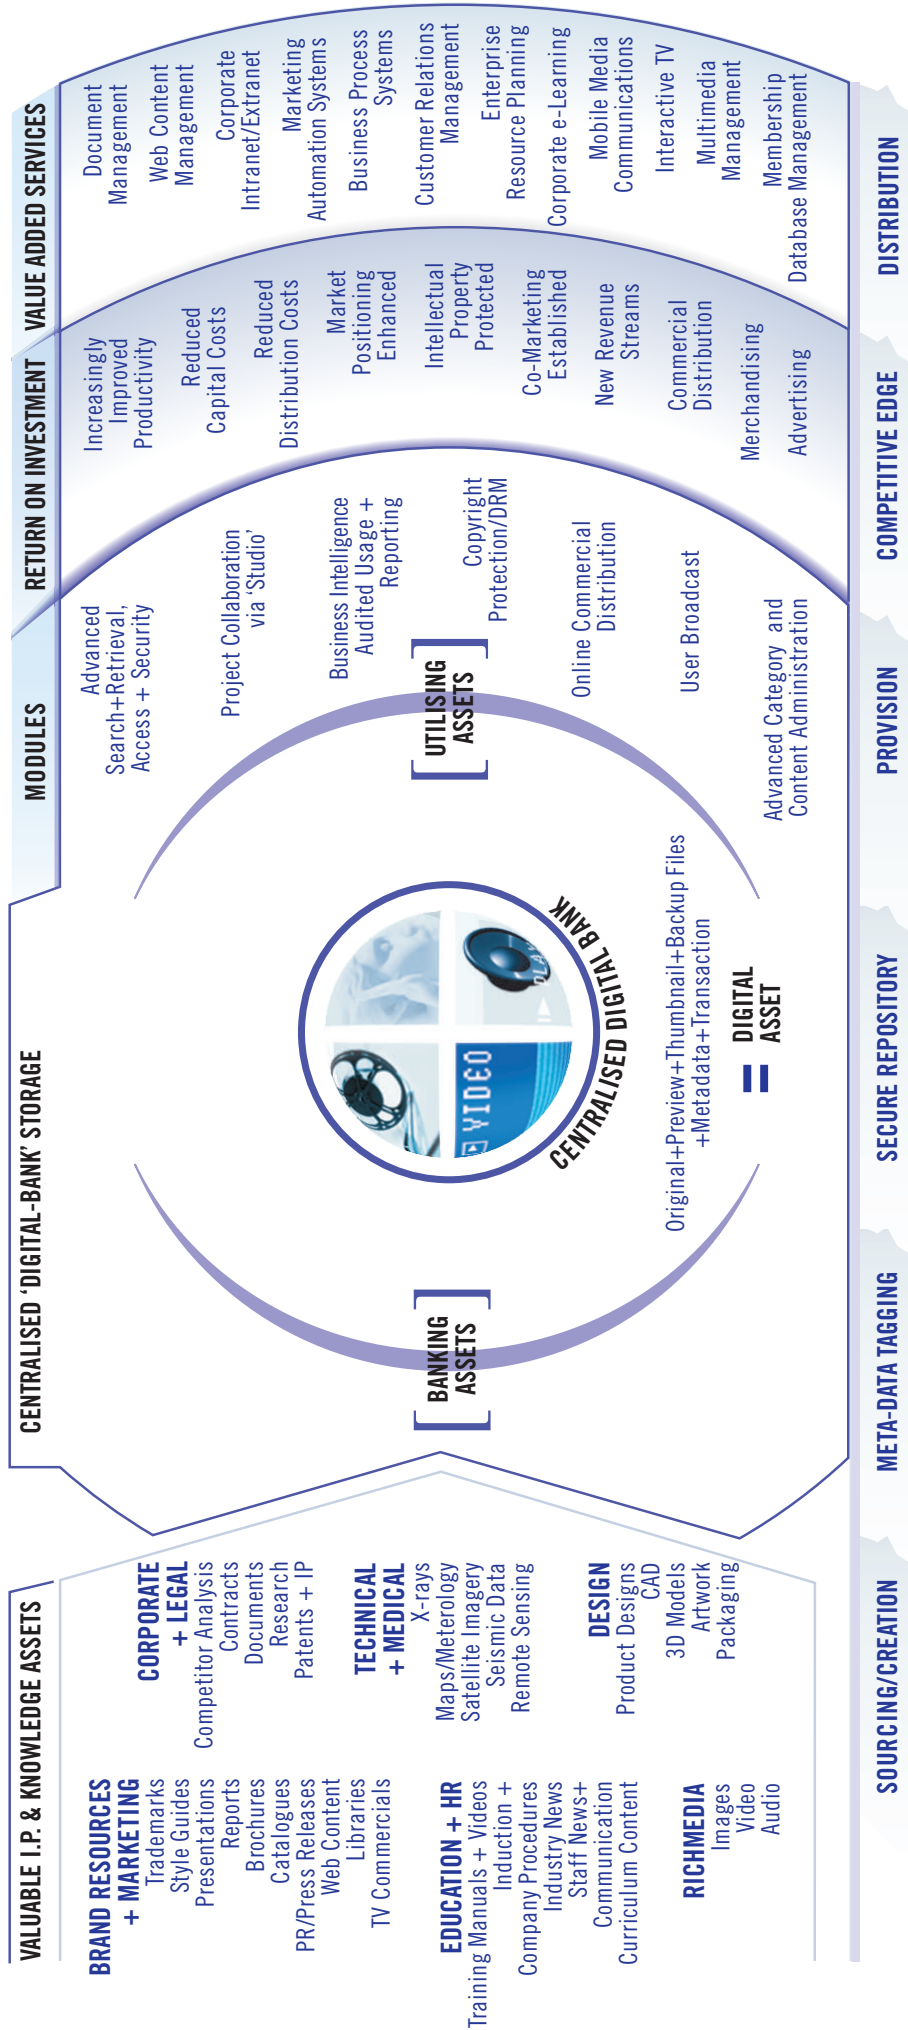 VALUABLE I.P. & KNOWLEDGE ASSETS
CENTRALISED ‘DIGITAL-BANK’ STORAGE
MODULES
RETURN ON INVESTMENT
VALUE ADDED SERVICES
BRAND RESOURCES
+ MARKETING
Trademarks
Style Guides
Presentations
Reports
Brochures
Catalogues
PR/Press Releases
Web Content
Libraries
TV Commercials
EDUCATION + HR
Training Manuals + Videos
Induction +
Company Procedures
Industry News
Staff News+
Communication
Curriculum Content
RICHMEDIA
Images
Video
Audio
CORPORATE
+ LEGAL
Competitor Analysis
Contracts
Documents
Research
Patents + IP
TECHNICAL
+ MEDICAL
X-rays
Maps/Meterology
Satellite Imagery
Seismic Data
Remote Sensing
DESIGN
Product Designs
CAD
3D Models
Artwork
Packaging
BANKING
ASSETS
VIDEO
PLAY
CENTRALISED DIGITAL BANK
Original+Preview+Thumbnail+Backup Files
+Metadata+Transaction
= DIGITAL
ASSET
UTILISING
ASSETS
Advanced
Search+Retrieval,
Access + Security
Project Collaboration
via ‘Studio’
Business Intelligence
Audited Usage +
Reporting
Copyright
Protection/DRM
Online Commercial
Distribution
User Broadcast
Advanced Category and
Content Administration
Increasingly
Improved
Productivity
Reduced
Capital Costs
Reduced
Distribution Costs
Market
Positioning
Enhanced
Intellectual
Property
Protected
Co-Marketing
Established
New Revenue
Streams
Commercial
Distribution
Merchandising
Advertising
Document
Management
Web Content
Management
Corporate
Intranet/Extranet
Marketing
Automation Systems
Business Process
Systems
Customer Relations
Management
Enterprise
Resource Planning
Corporate e-Learning
Mobile Media
Communications
Interactive TV
Multimedia
Management
Membership
Database Management
SOURCING/CREATION
META-DATA TAGGING
SECURE REPOSITORY
PROVISION
COMPETITIVE EDGE
DISTRIBUTION